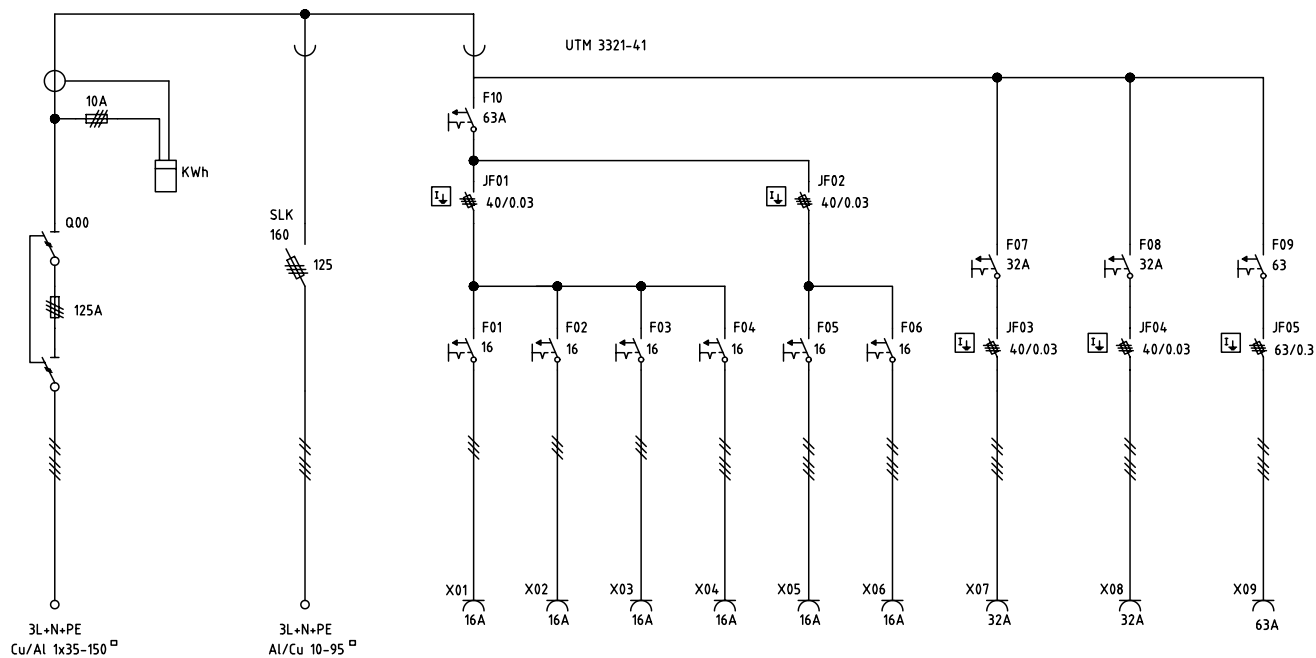 UTM 3321-41
10A
KWh
Q00
125A
SLK
160
125
F10
63A
JF01
40/0.03
JF02
40/0.03
F07
32A
F08
32A
F09
63
F01
16
F02
16
F03
16
F04
16
F05
16
F06
16
JF03
40/0.03
JF04
40/0.03
JF05
63/0.3
X01
16A
X02
16A
X03
16A
X04
16A
X05
16A
X06
16A
X07
32A
X08
32A
X09
63A
3L+N+PE
Cu/Al 1x35-150 □
3L+N+PE
Al/Cu 10-95 □
I
I
I
I
I